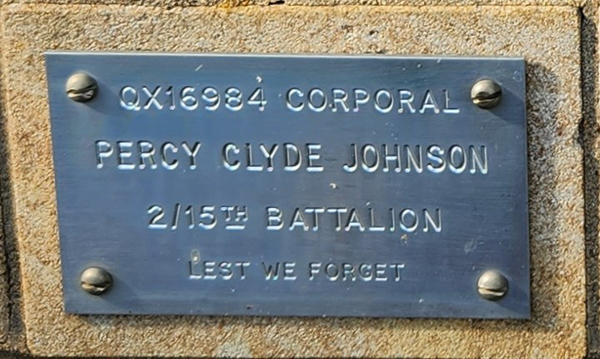 QX16984 CORPORAL
PERCY CLYDE JOHNSON
2/15TH BATTALION
LEST WE FORGET